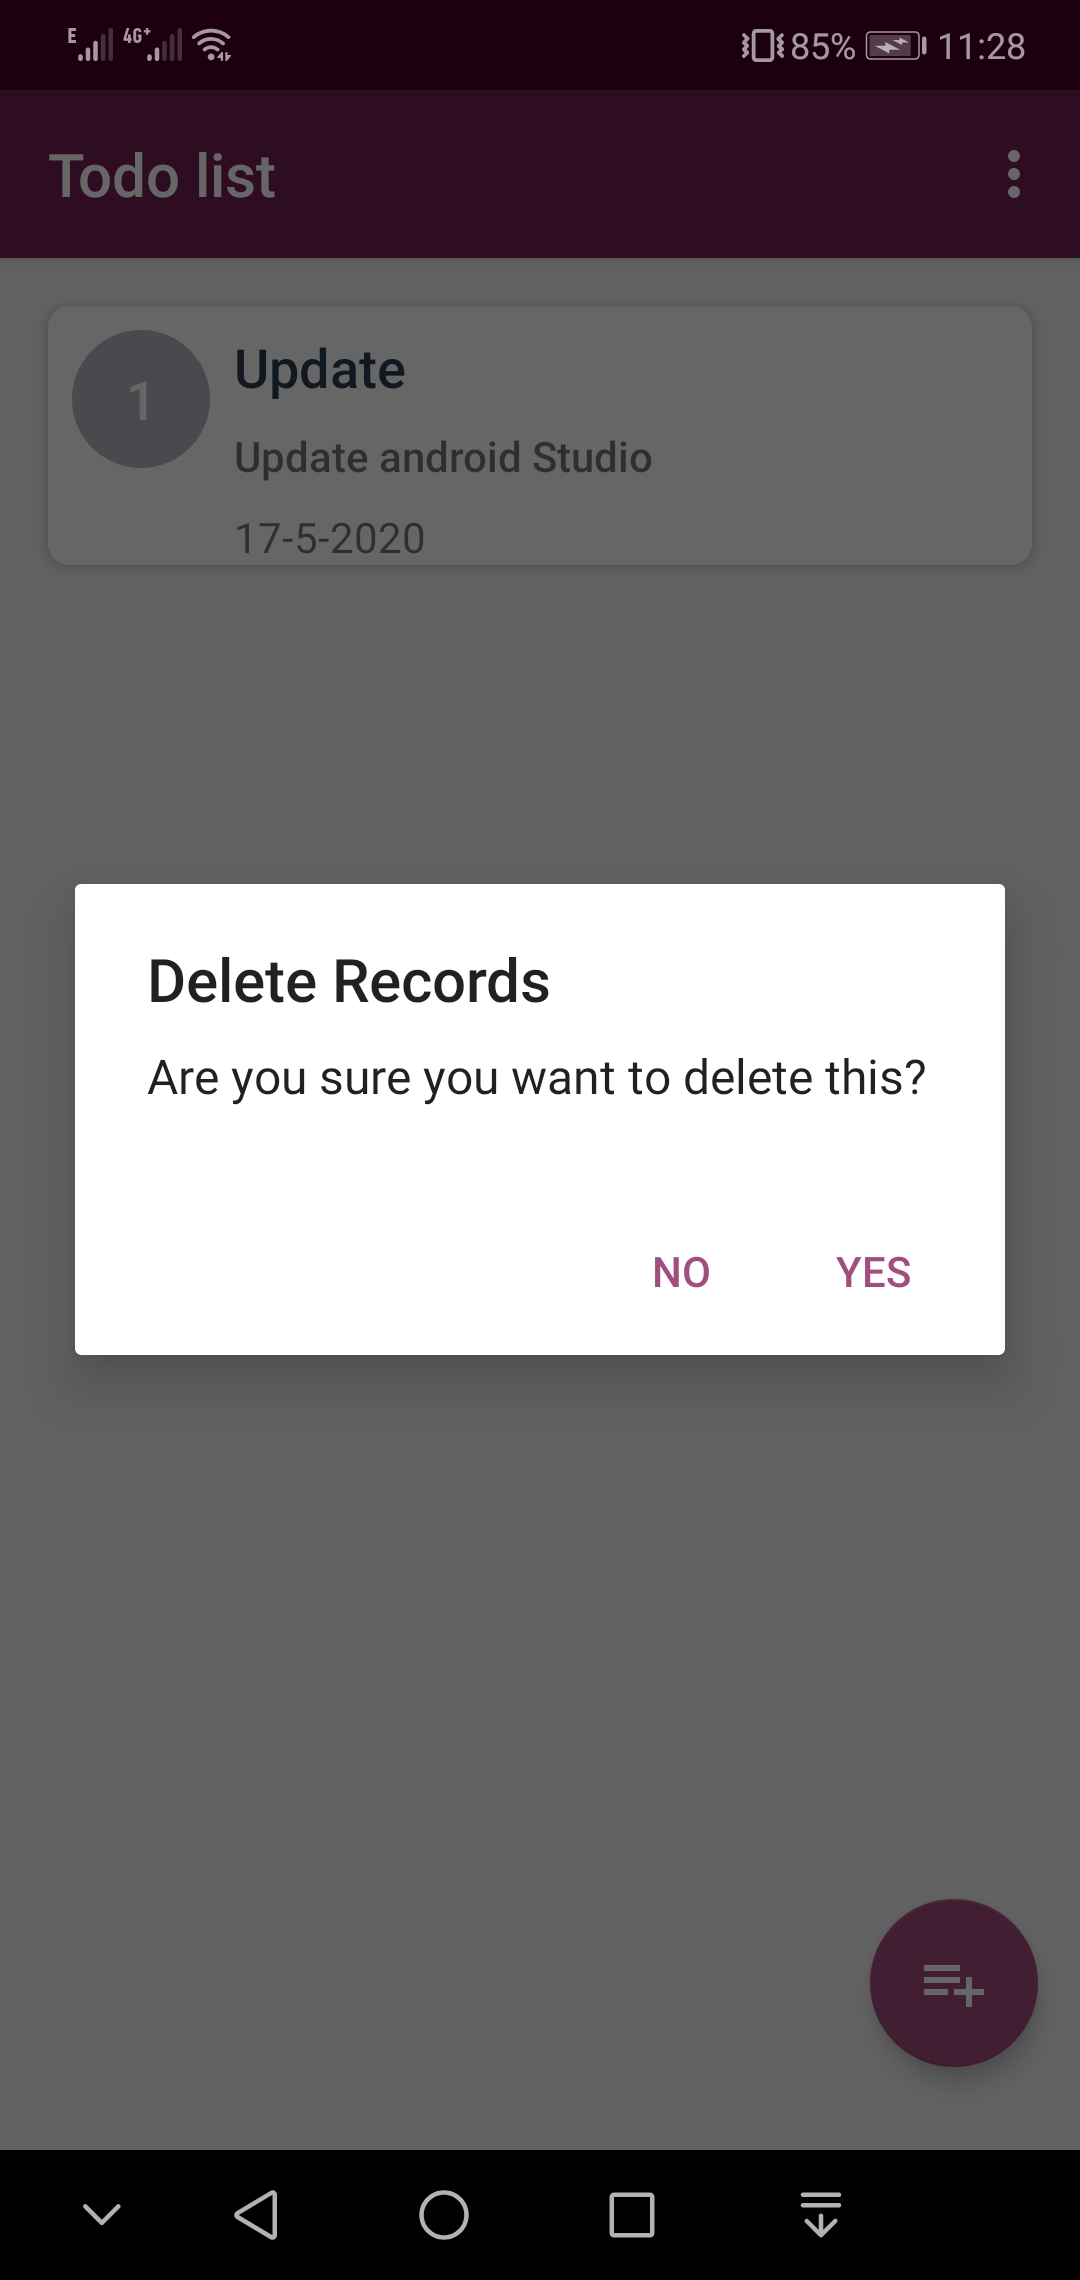 E 4G+ 85% 11:28
Todo list
1
Update
Update android Studio
17-5-2020
Delete Records
Are you sure you want to delete this?
NO YES